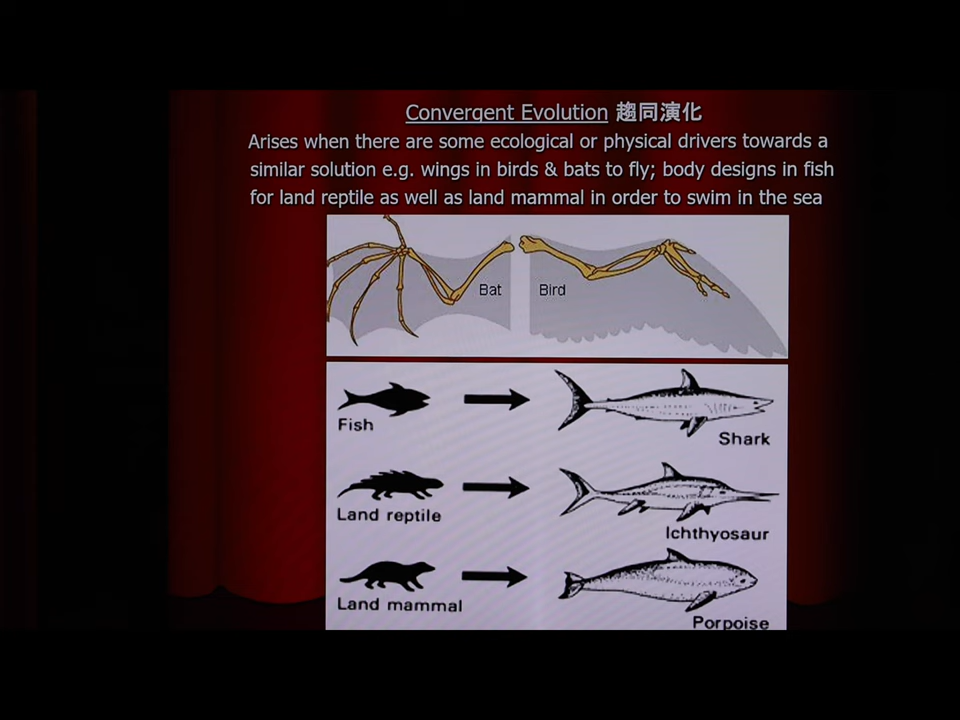 Convergent Evolution 趨同演化
Arises when there are some ecological or physical drivers towards a
similar solution e.g. wings in birds & bats to fly; body designs in fish
for land reptile as well as land mammal in order to swim in the sea
Bat Bird
Fish
Shark
Land reptile
Ichthyosaur
Land mammal
Porpoise